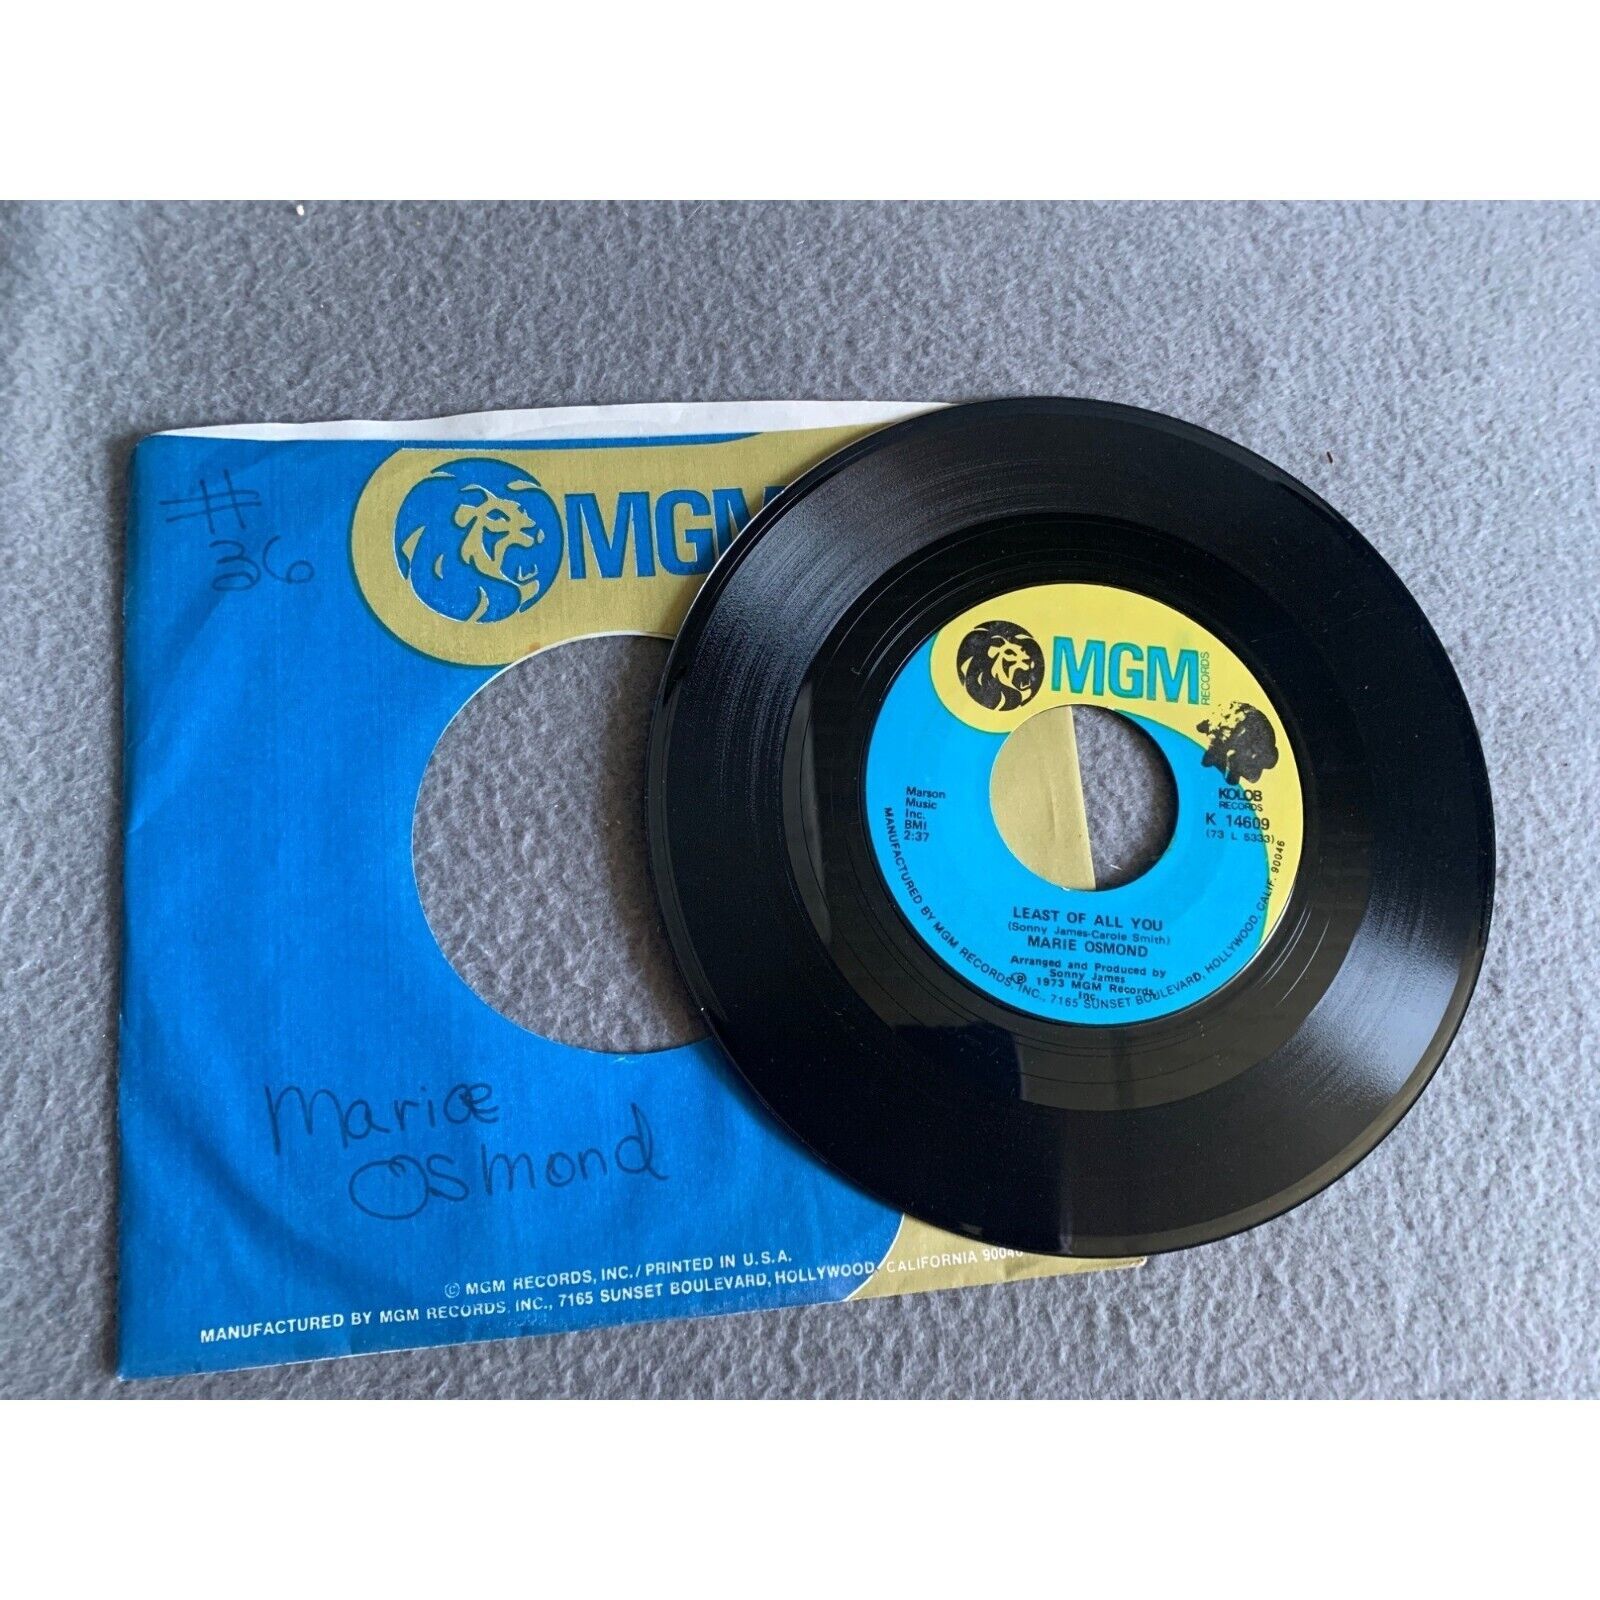 #
36
MGM
Marice
Osmond
© MGM RECORDS, INC./PRINTED IN U.S.A.
MANUFACTURED BY MGM RECORDS, INC., 7165 SUNSET BOULEVARD, HOLLYWOOD, CALIFORNIA 90046
MGM RECORDS
KOLOB
RECORDS
K 14609
(73 L 5333)
Marson
Music
Inc.
BMI
2:37
LEAST OF ALL YOU
(Sonny James-Carole Smith)
MARIE OSMOND
Arranged and Produced by
Sonny James
℗ 1973 MGM Records,
Inc.
MANUFACTURED BY MGM RECORDS, INC., 7165 SUNSET BOULEVARD, HOLLYWOOD, CALIF. 90046